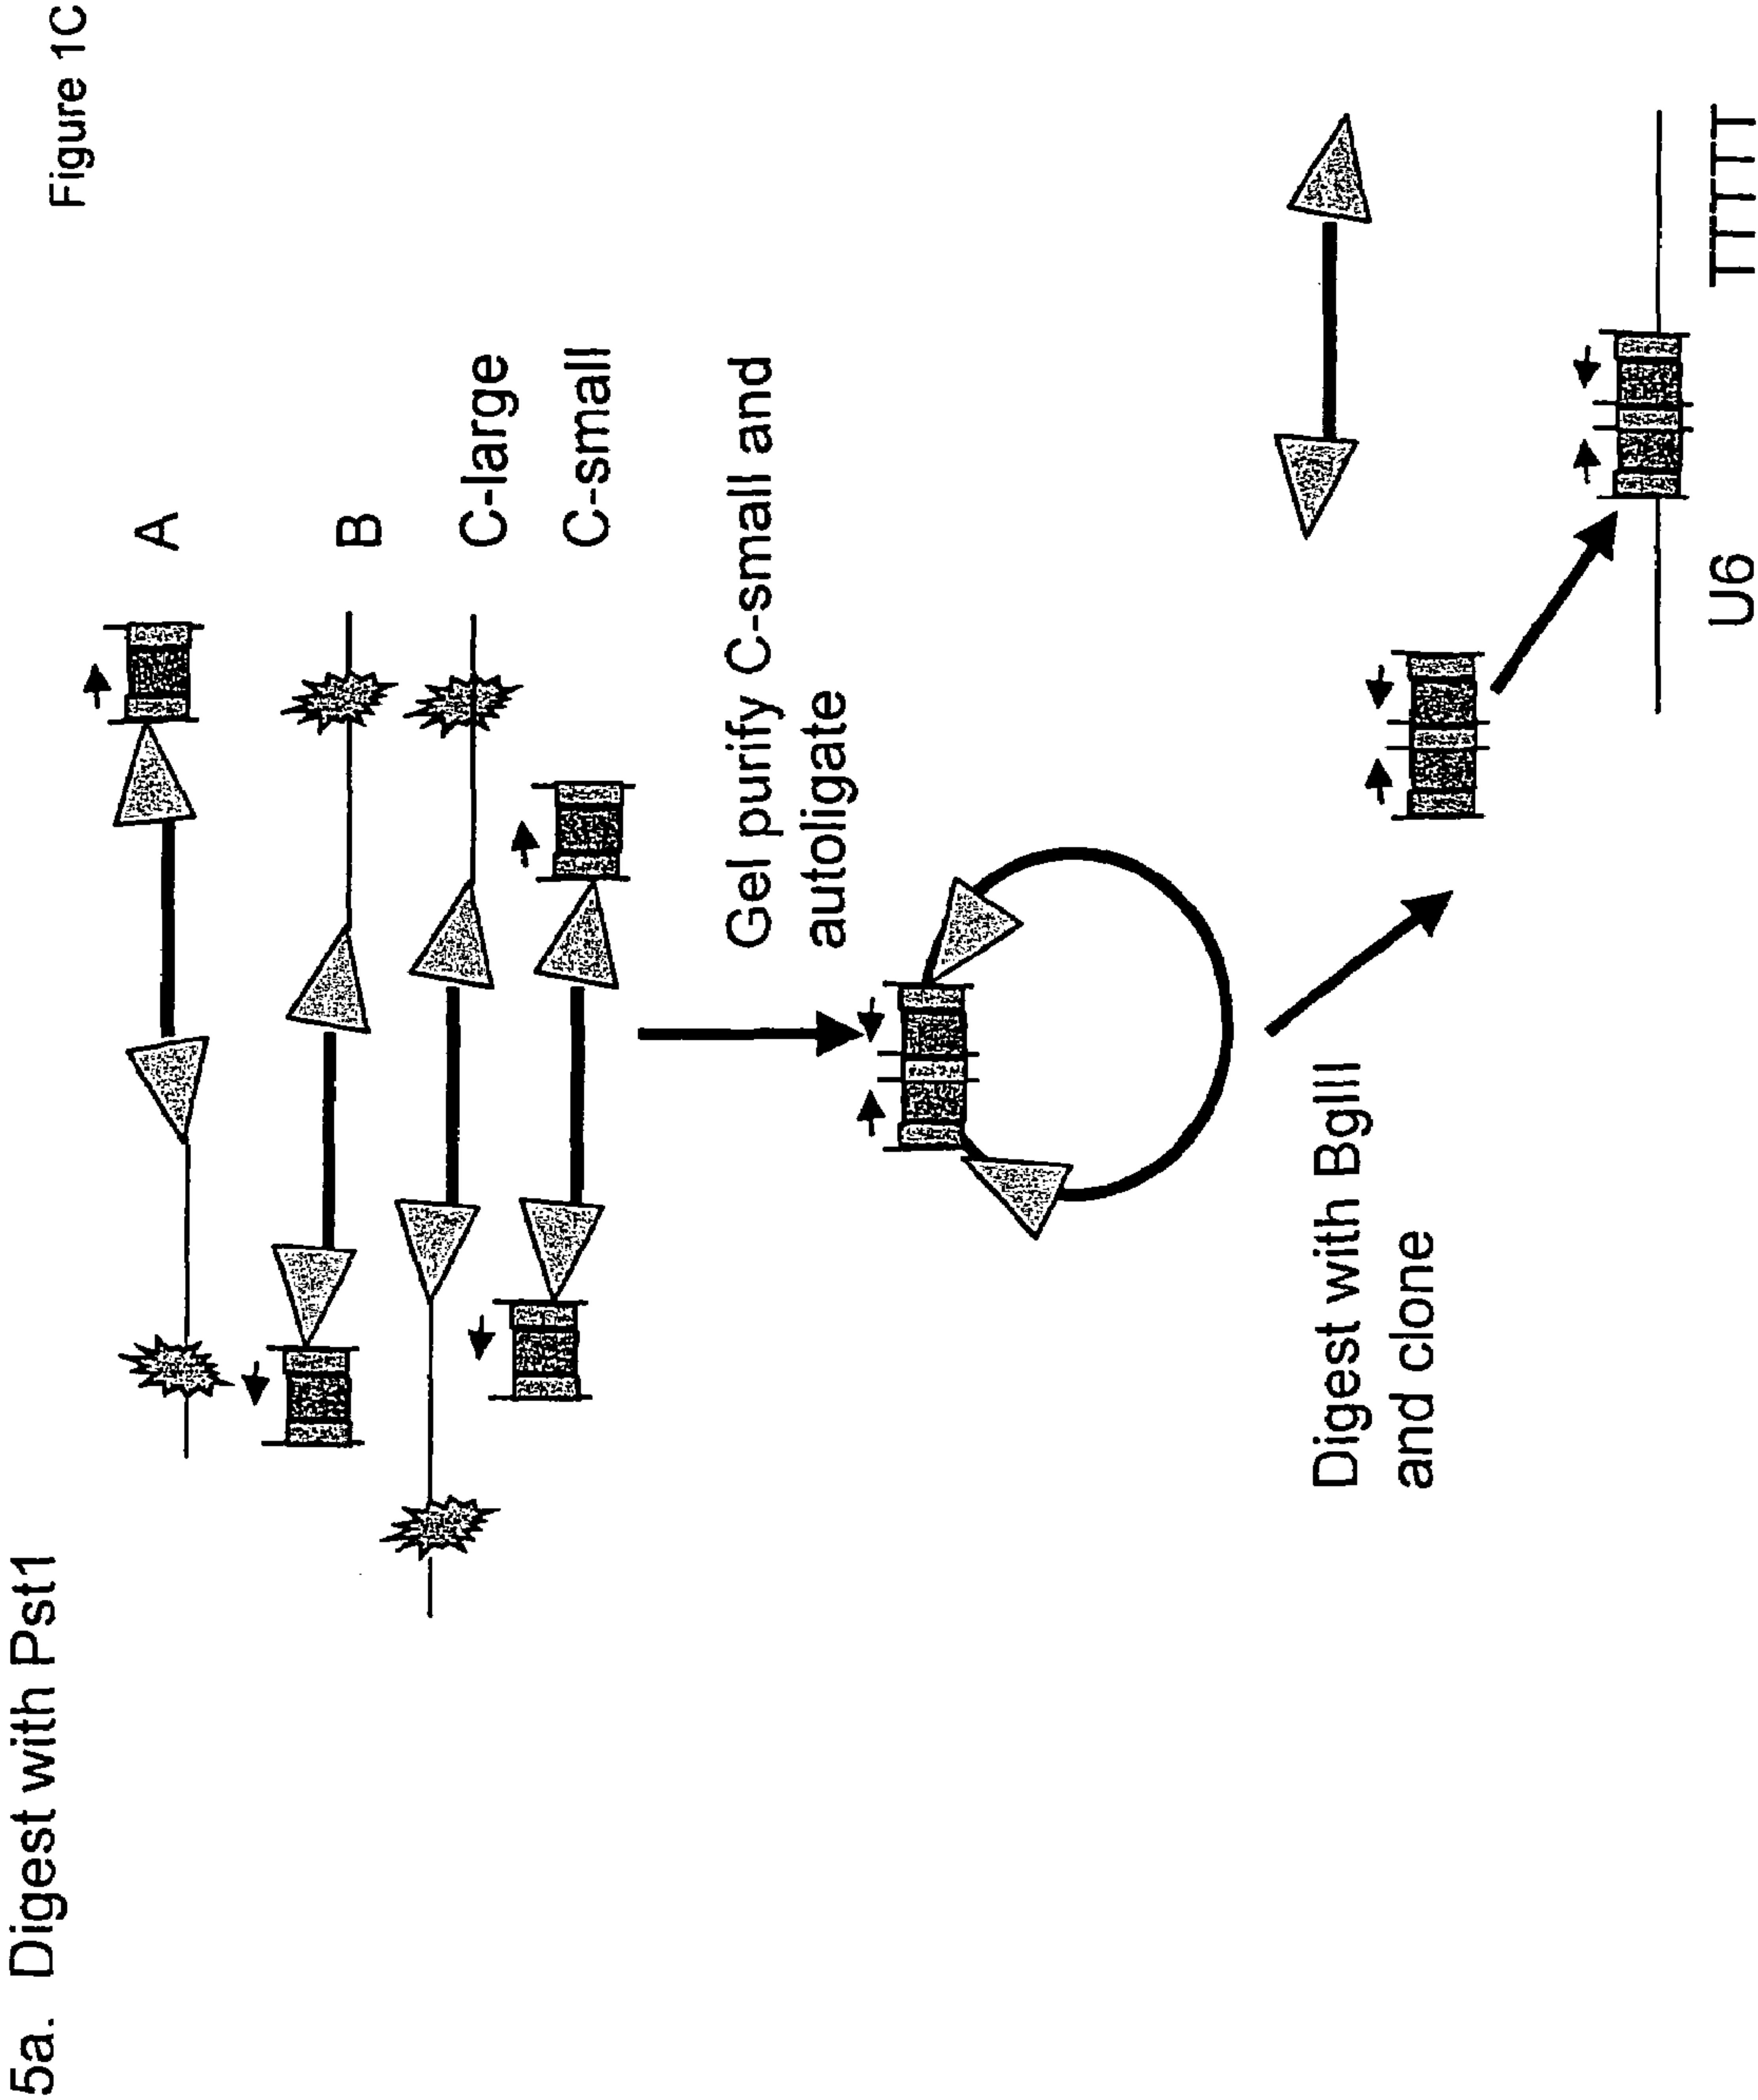 Figure 1C
5a. Digest with Pst1
A
B
C-large
C-small
Gel purify C-small and
autoligate
Digest with BglII
and clone
U6
TTTTTT